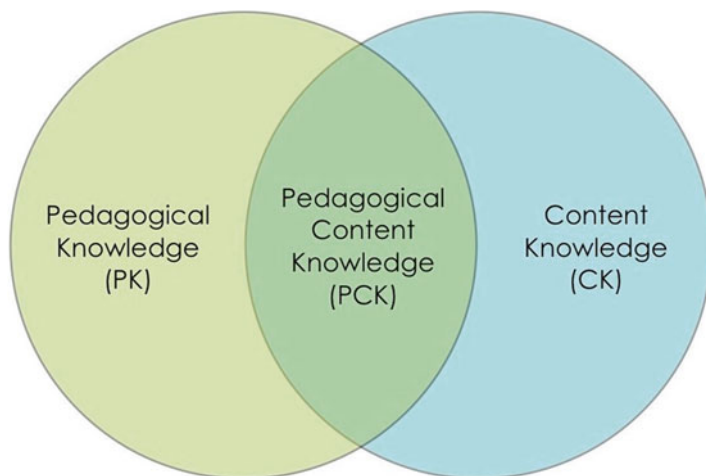 Pedagogical
Knowledge
(PK)
Pedagogical
Content
Knowledge
(PCK)
Content
Knowledge
(CK)